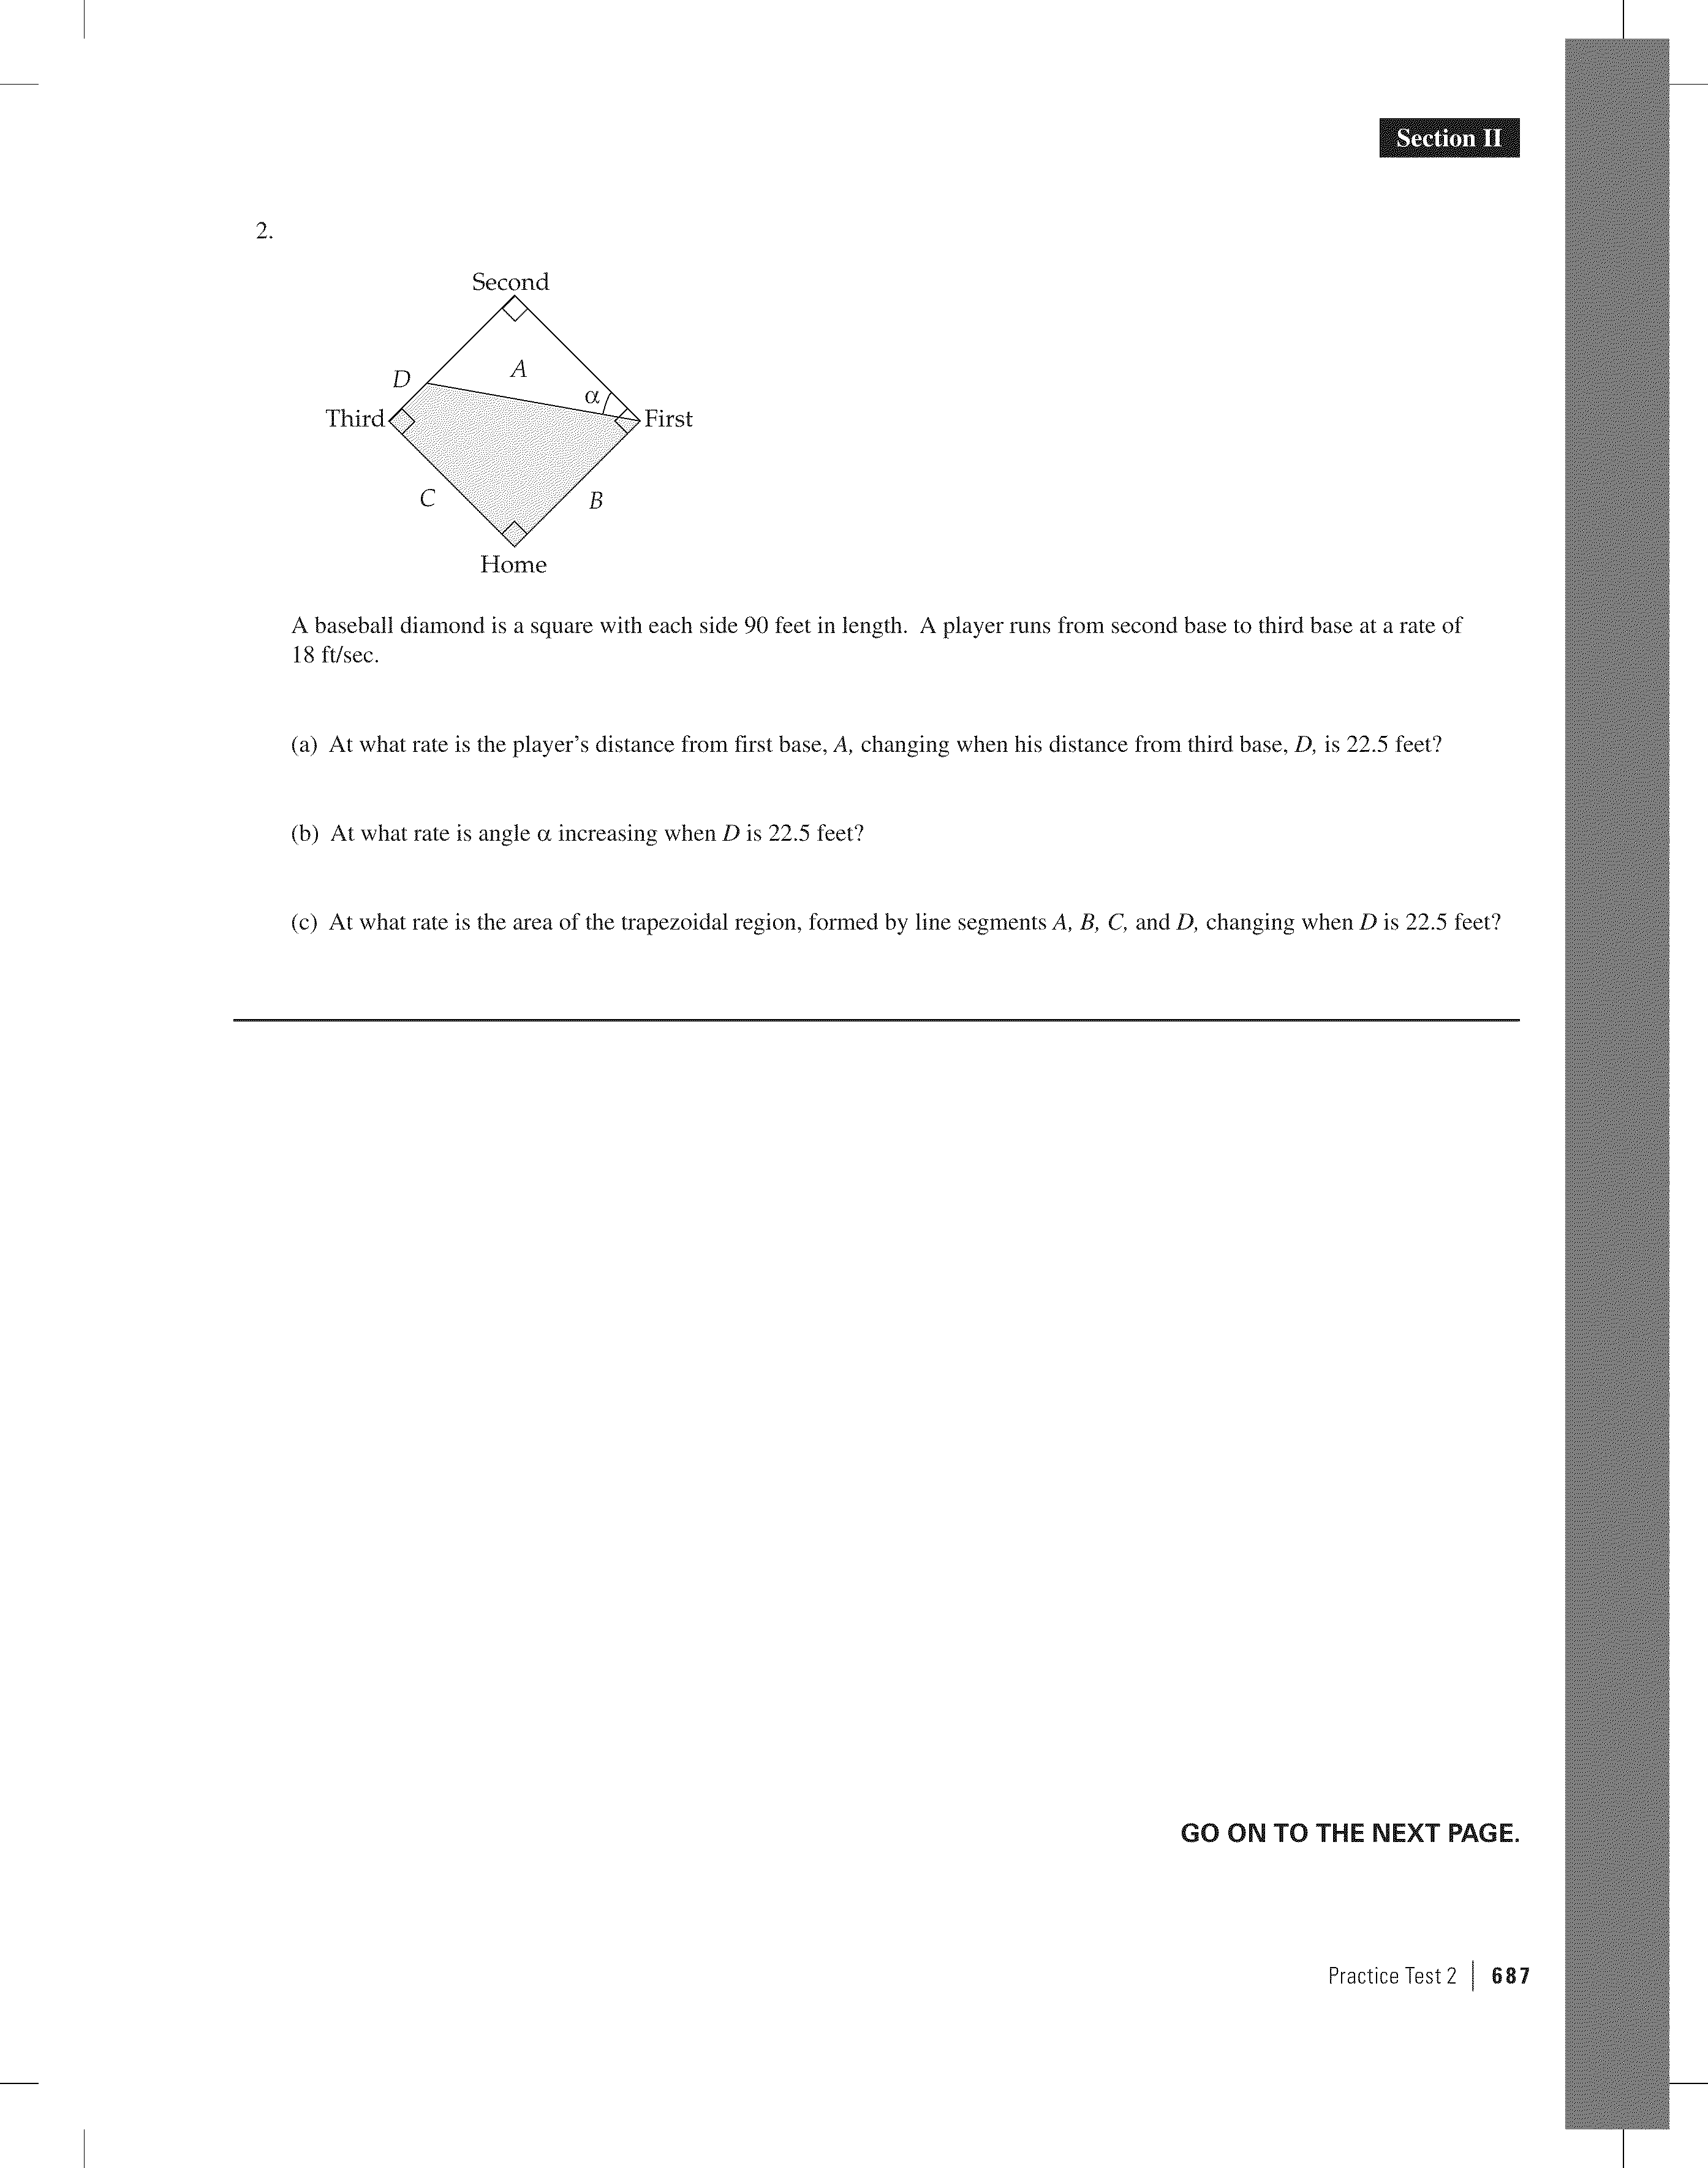 Section II
2.
Second
A
D
α
Third
First
C
B
Home
A baseball diamond is a square with each side 90 feet in length. A player runs from second base to third base at a rate of
18 ft/sec.
(a) At what rate is the player's distance from first base, A, changing when his distance from third base, D, is 22.5 feet?
(b) At what rate is angle α increasing when D is 22.5 feet?
(c) At what rate is the area of the trapezoidal region, formed by line segments A, B, C, and D, changing when D is 22.5 feet?
GO ON TO THE NEXT PAGE.
Practice Test 2 | 687